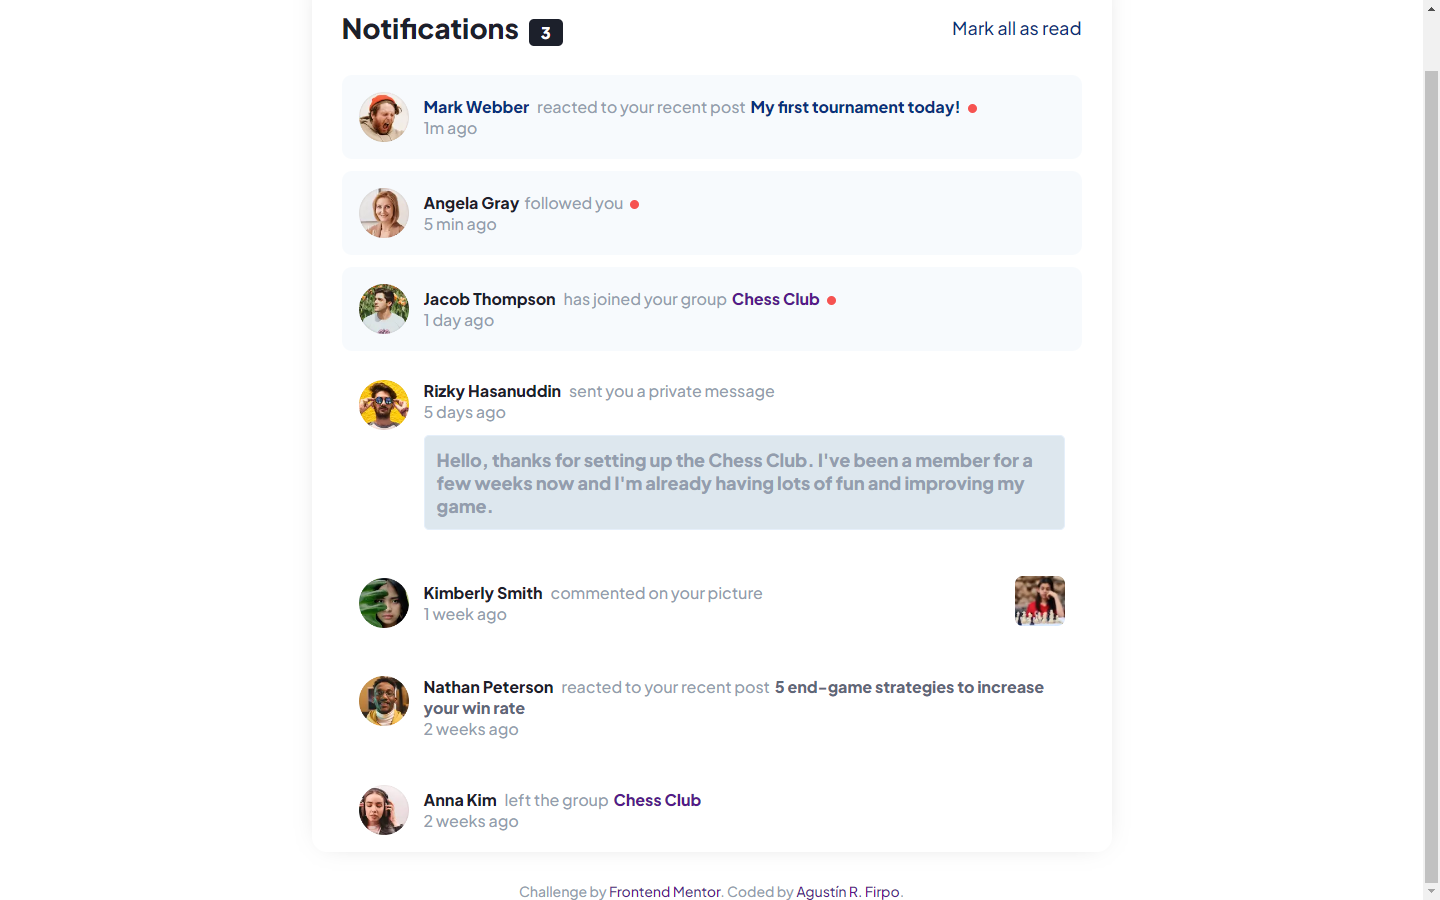 Notifications 3
Mark all as read
Mark Webber reacted to your recent post My first tournament today!
1m ago
Angela Gray followed you
5 min ago
Jacob Thompson has joined your group Chess Club
1 day ago
Rizky Hasanuddin sent you a private message
5 days ago
Hello, thanks for setting up the Chess Club. I've been a member for a
few weeks now and I'm already having lots of fun and improving my
game.
Kimberly Smith commented on your picture
1 week ago
Nathan Peterson reacted to your recent post 5 end-game strategies to increase
your win rate
2 weeks ago
Anna Kim left the group Chess Club
2 weeks ago
Challenge by Frontend Mentor. Coded by Agustín R. Firpo.